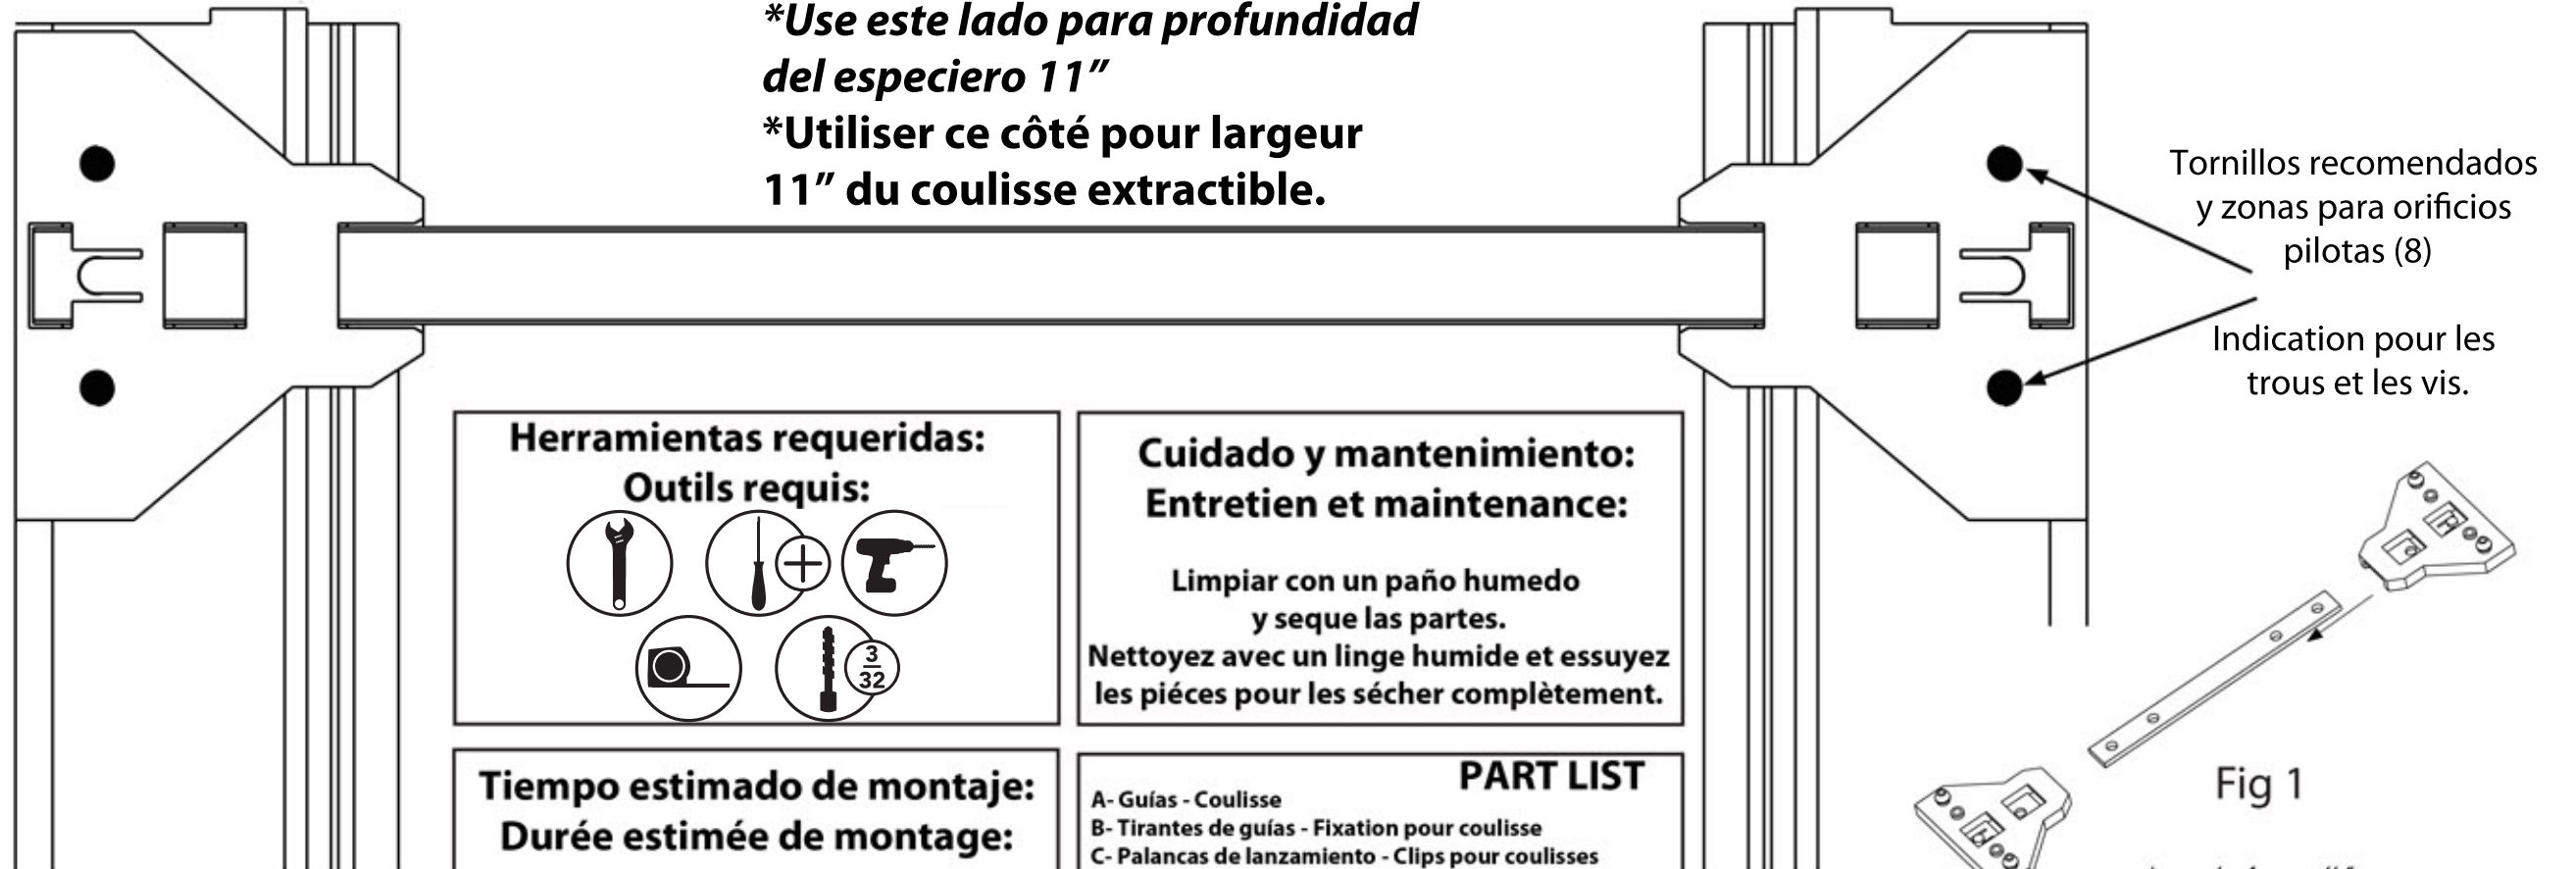 *Use este lado para profundidad
del especiero 11”
*Utiliser ce côté pour largeur
11” du coulisse extractible.
Tornillos recomendados
y zonas para orificios
pilotas (8)
Indication pour les
trous et les vis.
Herramientas requeridas:
Outils requis:
3
32
Cuidado y mantenimiento:
Entretien et maintenance:
Limpiar con un paño humedo
y seque las partes.
Nettoyez avec un linge humide et essuyez
les piéces pour les sécher complètement.
Tiempo estimado de montaje:
Durée estimée de montage:
PART LIST
A- Guías - Coulisse
B- Tirantes de guías - Fixation pour coulisse
C- Palancas de lanzamiento - Clips pour coulisses
Fig 1